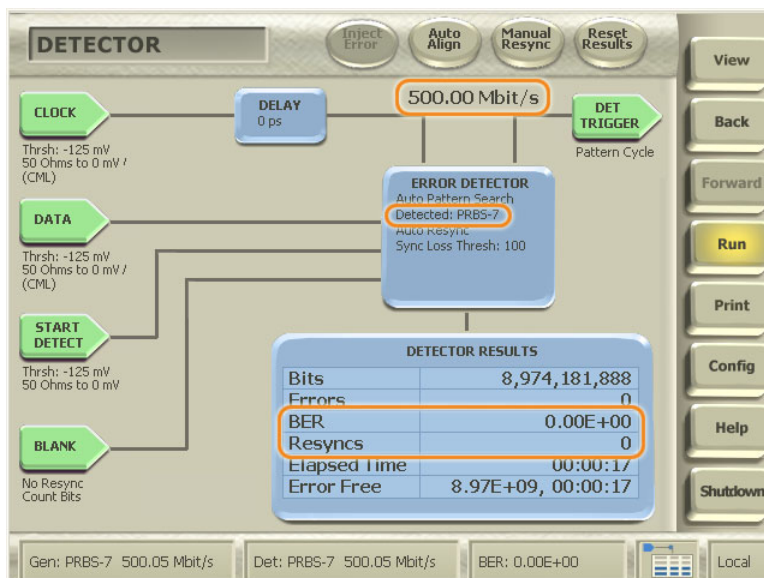 DETECTOR
Inject
Error
Auto
Align
Manual
Resync
Reset
Results
View
Back
Forward
Run
Print
Config
Help
Shutdown
CLOCK
Thrsh: -125 mV
50 Ohms to 0 mV /
(CML)
DELAY
0 ps
500.00 Mbit/s
DET
TRIGGER
Pattern Cycle
DATA
Thrsh: -125 mV
50 Ohms to 0 mV /
(CML)
ERROR DETECTOR
Auto Pattern Search
Detected: PRBS-7
Auto Resync
Sync Loss Thresh: 100
START
DETECT
Thrsh: -125 mV
50 Ohms to 0 mV
BLANK
No Resync
Count Bits
DETECTOR RESULTS
Bits 8,974,181,888
Errors 0
BER 0.00E+00
Resyncs 0
Elapsed Time 00:00:17
Error Free 8.97E+09, 00:00:17
Gen: PRBS-7 500.05 Mbit/s
Det: PRBS-7 500.05 Mbit/s
BER: 0.00E+00
Local